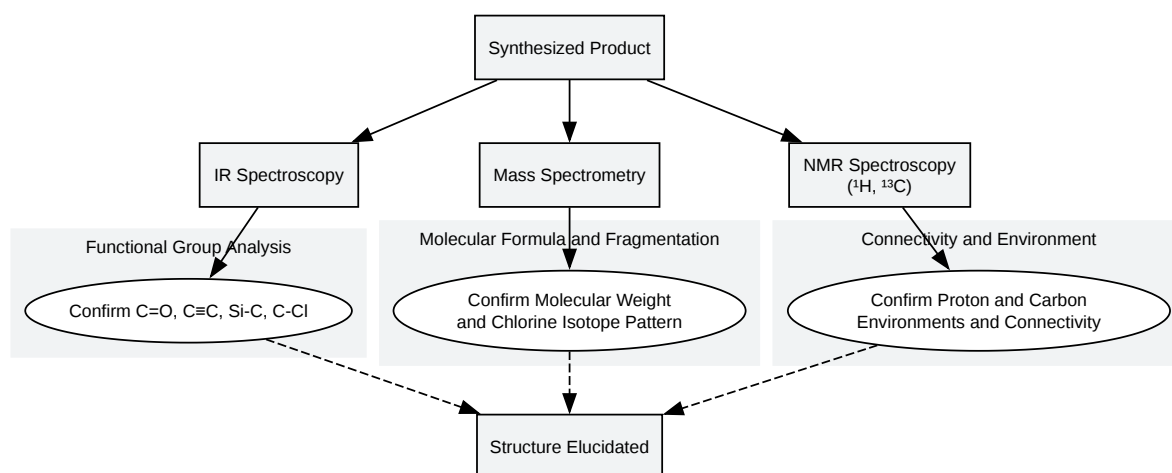 Synthesized Product
IR Spectroscopy
Mass Spectrometry
NMR Spectroscopy
(¹H, ¹³C)
Functional Group Analysis
Molecular Formula and Fragmentation
Connectivity and Environment
Confirm C=O, C≡C, Si-C, C-Cl
Confirm Molecular Weight
and Chlorine Isotope Pattern
Confirm Proton and Carbon
Environments and Connectivity
Structure Elucidated